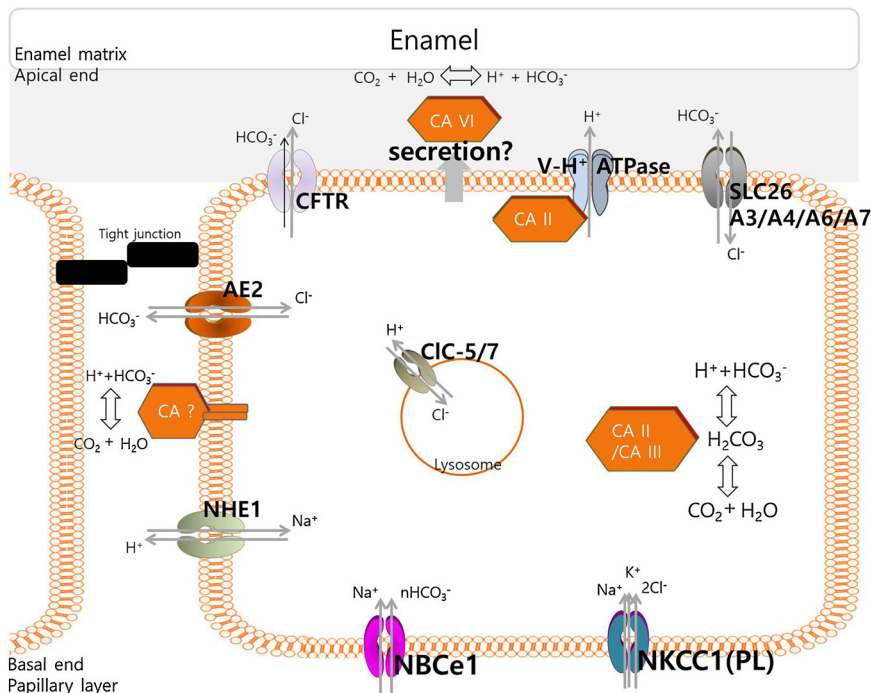 Enamel
Enamel matrix
Apical end
CO₂ + H₂O H⁺ + HCO₃⁻
CA VI
secretion?
HCO₃⁻
Cl⁻
CFTR
H⁺
V-H⁺ ATPase
CA II
HCO₃⁻
SLC26
A3/A4/A6/A7
Cl⁻
Tight junction
AE2
Cl⁻
HCO₃⁻
H⁺
ClC-5/7
Cl⁻
Lysosome
H⁺+HCO₃⁻
CA ?
CO₂ + H₂O
H⁺+HCO₃⁻
CA II
/CA III
H₂CO₃
CO₂+ H₂O
NHE1
Na⁺
H⁺
Na⁺ nHCO₃⁻
NBCe1
K⁺
Na⁺ 2Cl⁻
NKCC1(PL)
Basal end
Papillary layer